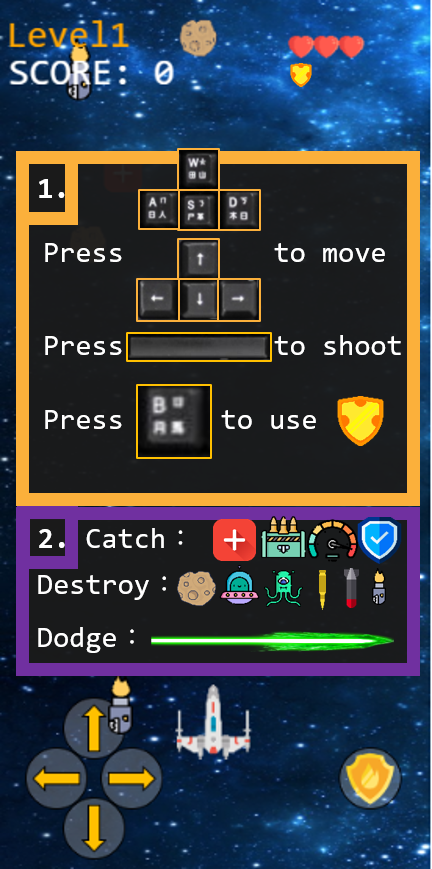 Level1
SCORE: 0
1.
W
A S D
Press to move
Press to shoot
Press B to use
2. Catch：
Destroy：
Dodge：